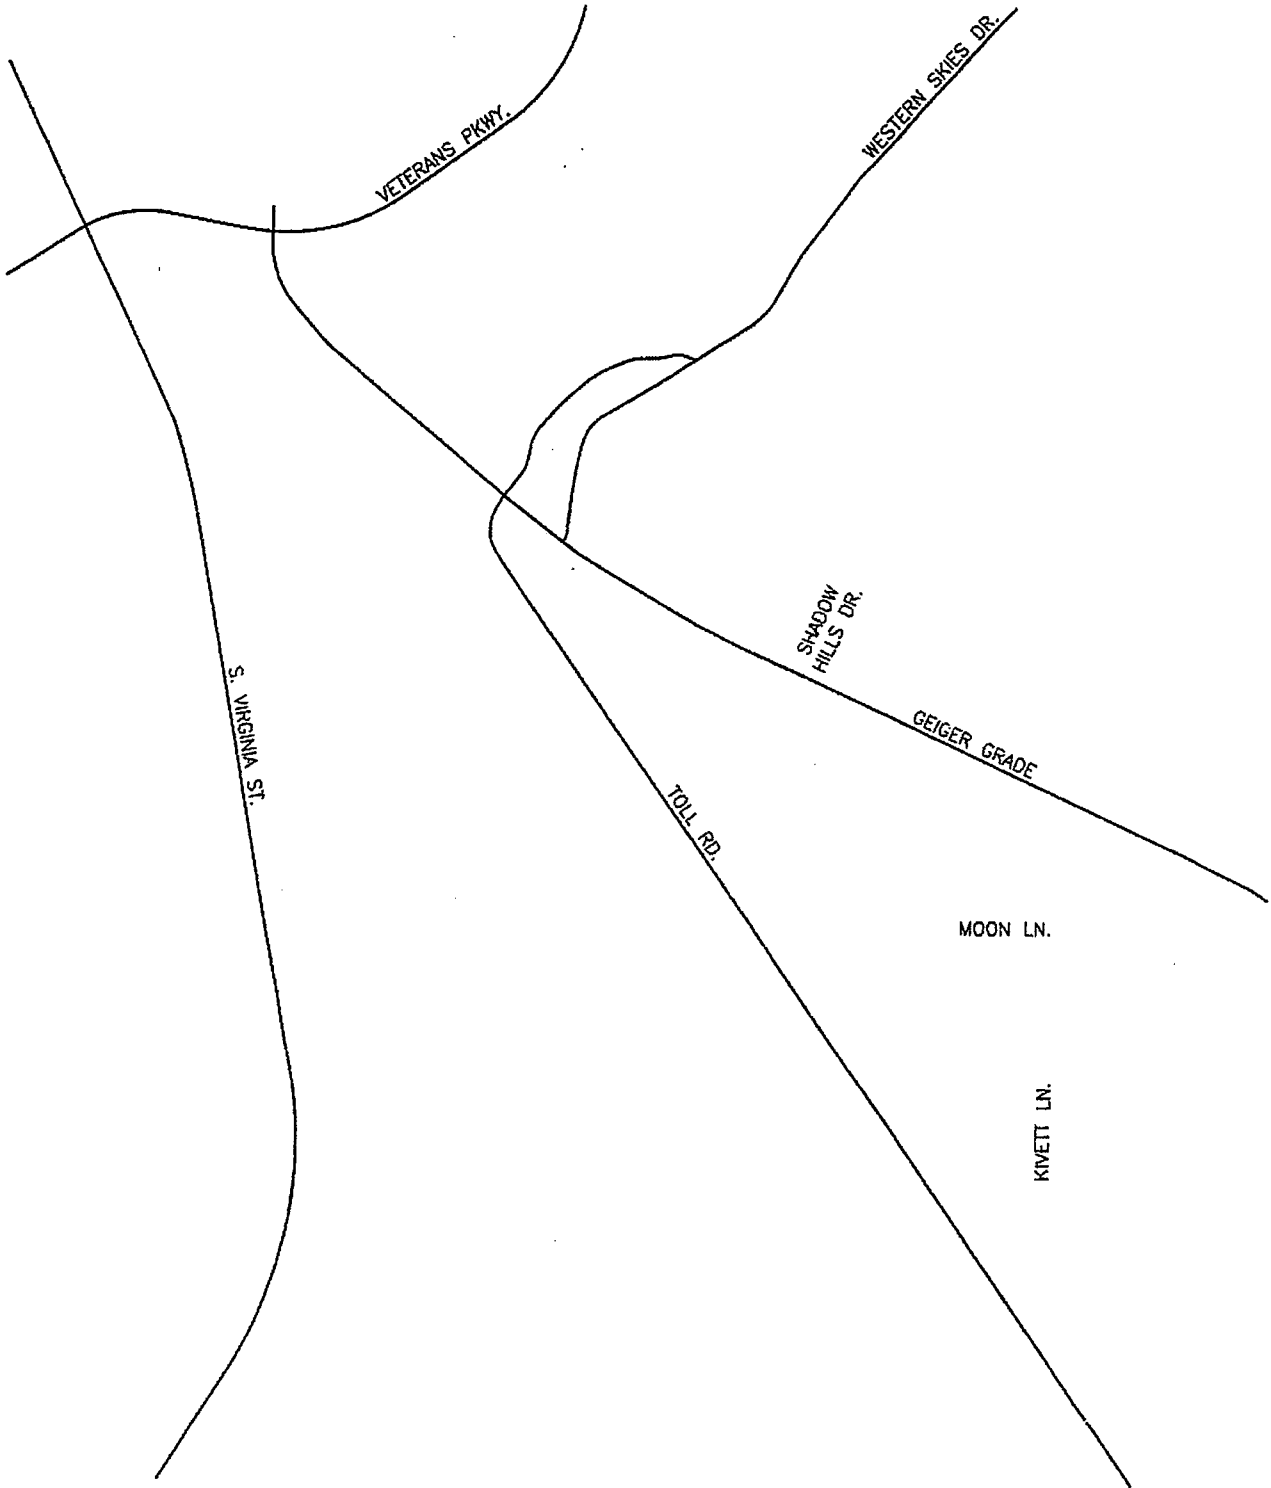 WESTERN SKIES DR.
VETERANS PKWY.
SHADOW
HILLS DR.
S. VIRGINIA ST.
GEIGER GRADE
TOLL RD.
MOON LN.
KIVETT LN.